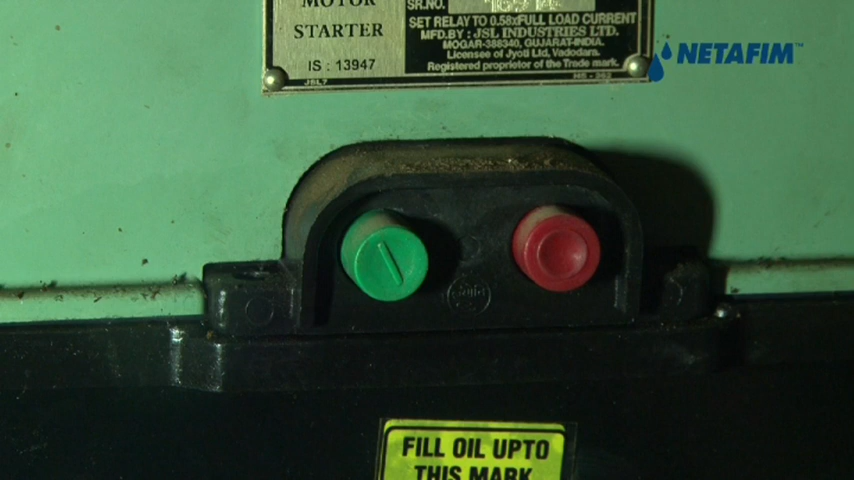 MOTOR
STARTER
IS : 13947
JSL7
SR.NO.
SET RELAY TO 0.58xFULL LOAD CURRENT
MFD.BY : JSL INDUSTRIES LTD.
MOGAR-388340, GUJARAT-INDIA.
Licensee of Jyoti Ltd, Vadodara.
Registered proprietor of the Trade mark.
NETAFIM™
FILL OIL UPTO
THIS MARK